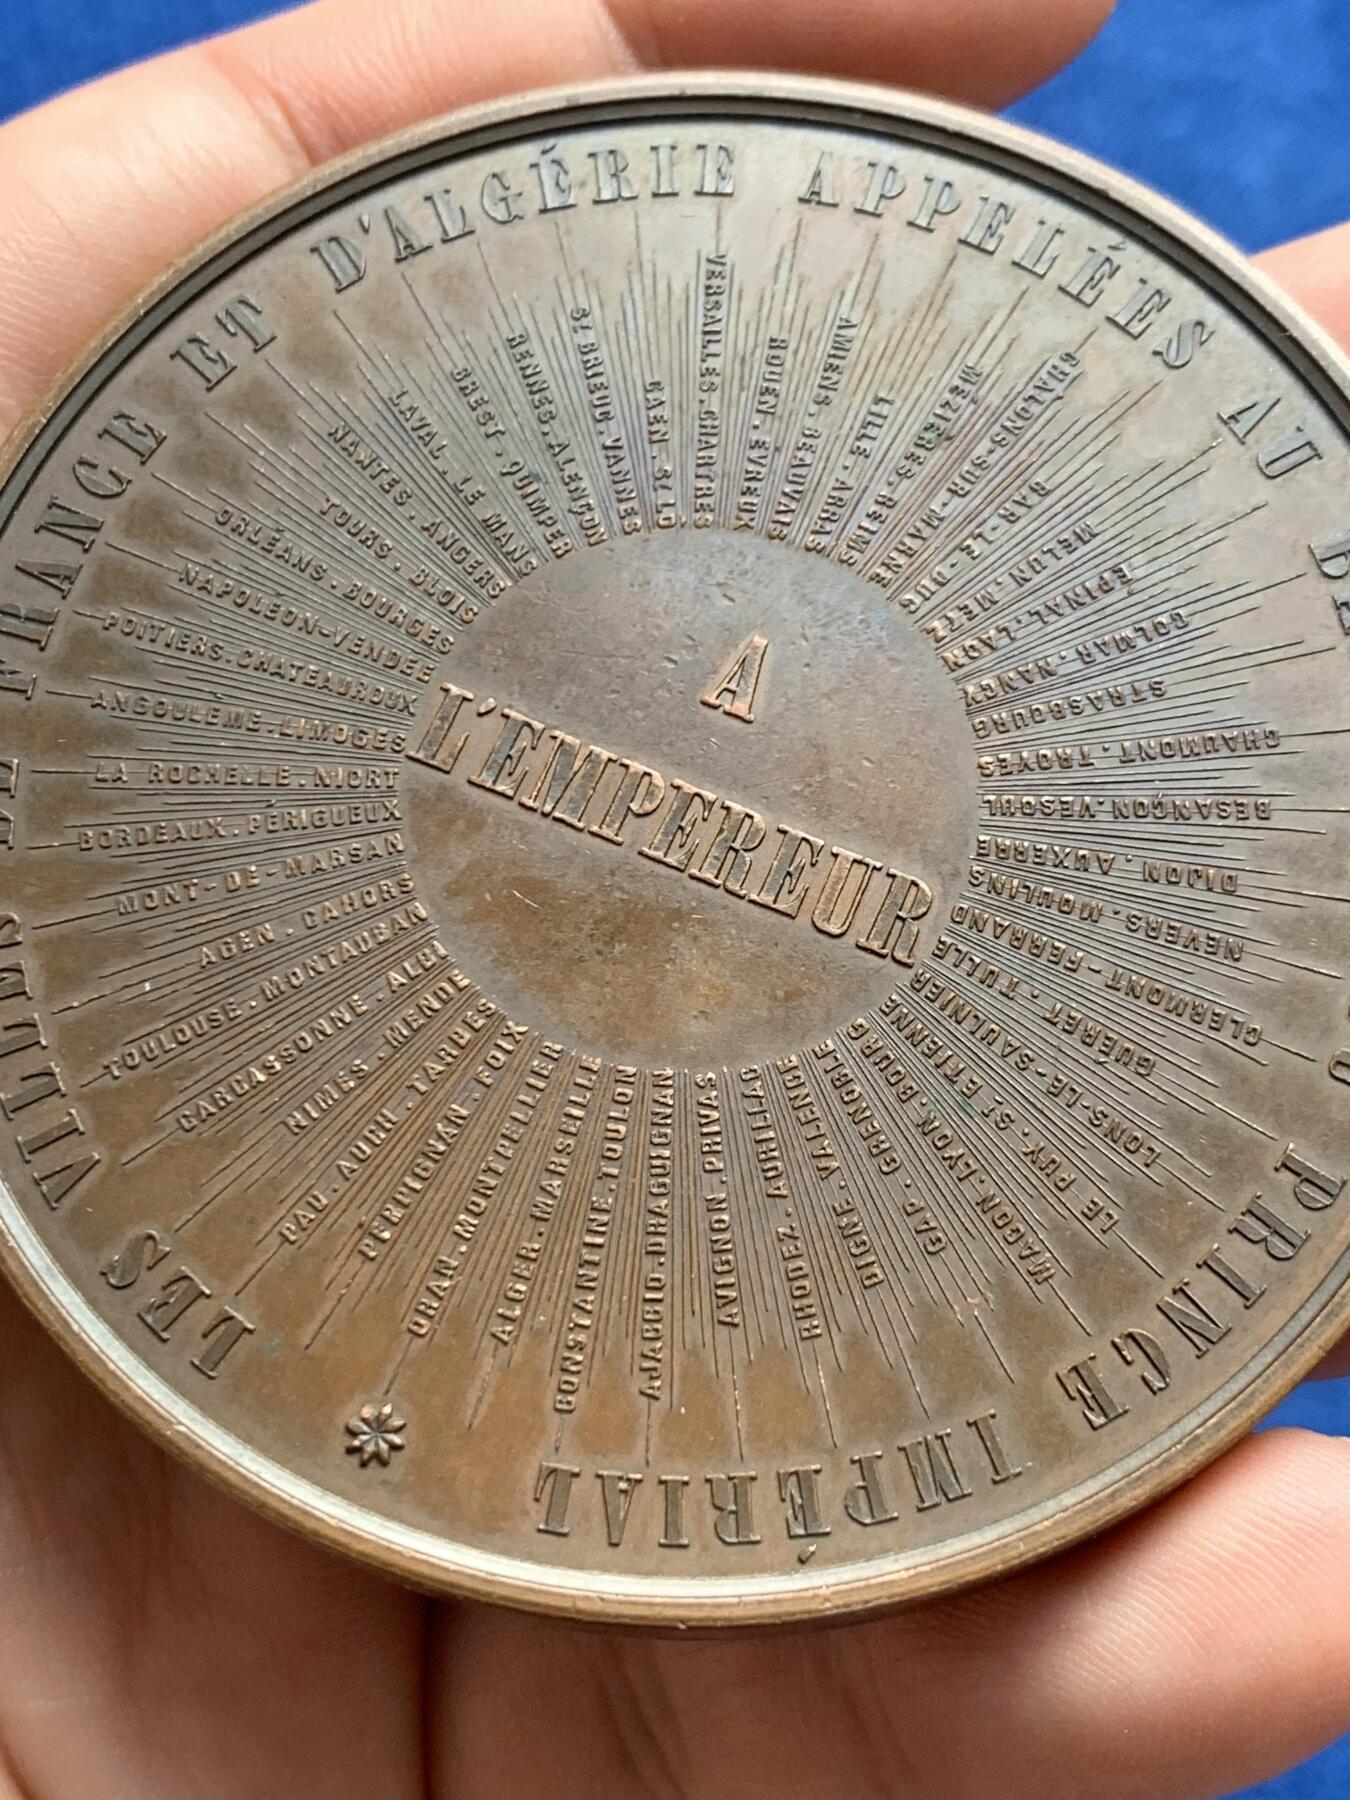 LES VILLES DE FRANCE ET D'ALGÉRIE APPELÉES AU PRINCE IMPÉRIAL
A
L'EMPEREUR
VERSAILLES. CHARTRES
ROUEN. ÉVREUX
AMIENS. BEAUVAIS
LILLE. ARRAS
MÉZIÈRES. REIMS
CHALONS-SUR-MARNE
BAR-LE-DUC
MELUN. METZ
ÉPINAL. LAON
COLMAR. NANCY
STRASBOURG
CHAUMONT. TROYES
BESANÇON. VESOUL
DIJON. AUXERRE
NEVERS. MOULINS
CLERMONT-FERRAND
GUÉRET. TULLE
LONS-LE-SAULNIER
LE PUY. St ETIENNE
MACON. LYON. BOURG
GAP. GRENOBLE
DIGNE. VALENCE
RHODEZ. AURILLAC
AVIGNON. PRIVAS
AJACCIO. DRAGUIGNAN
CONSTANTINE. TOULON
ALGER. MARSEILLE
ORAN. MONTPELLIER
PERPIGNAN. FOIX
PAU. AUCH. TARBES
NIMES. MENDE
CARCASSONNE. ALBI
TOULOUSE. MONTAUBAN
AGEN. CAHORS
MONT-DE-MARSAN
BORDEAUX. PÉRIGUEUX
LA ROCHELLE. NIORT
ANGOULEME. LIMOGES
POITIERS. CHATEAUROUX
NAPOLÉON-VENDÉE
ORLÉANS. BOURGES
TOURS. BLOIS
NANTES. ANGERS
LAVAL. LE MANS
BREST. QUIMPER
RENNES. ALENÇON
St BRIEUC. VANNES
CAEN. St LO